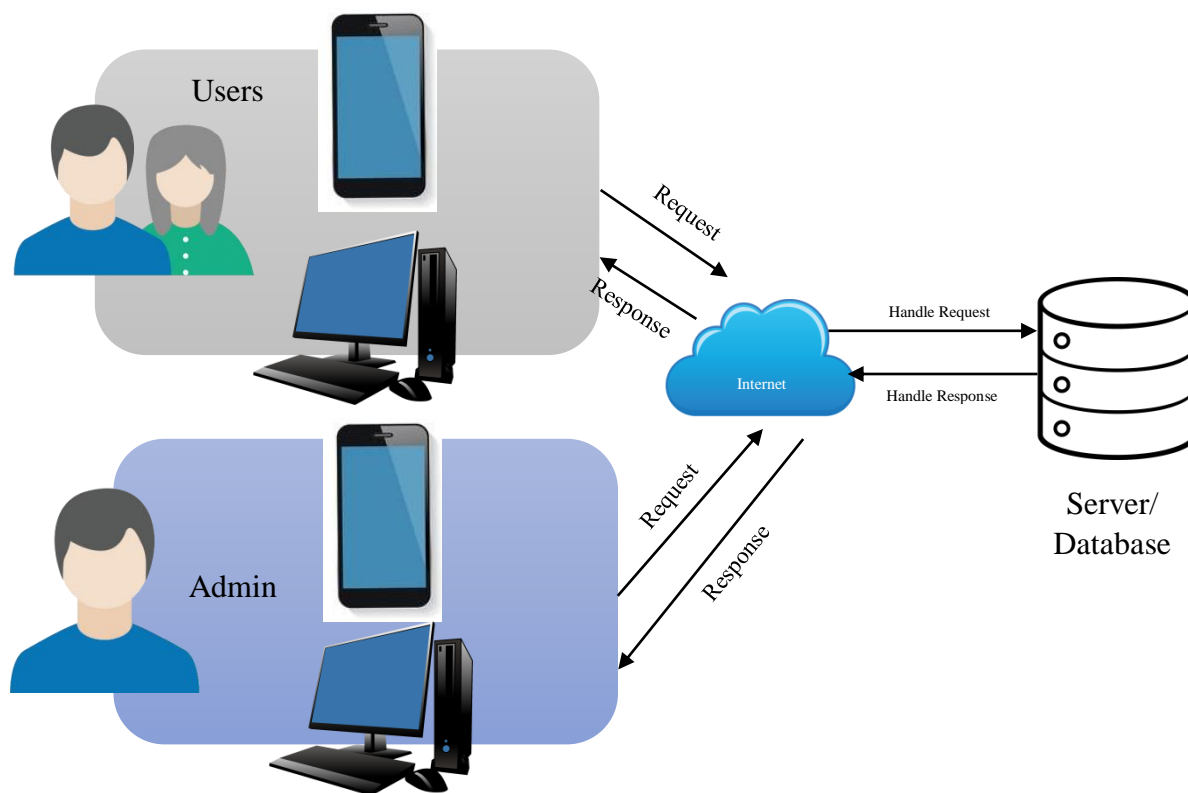 Users
Request
Response
Handle Request
Internet
Handle Response
Request
Response
Admin
Server/
Database